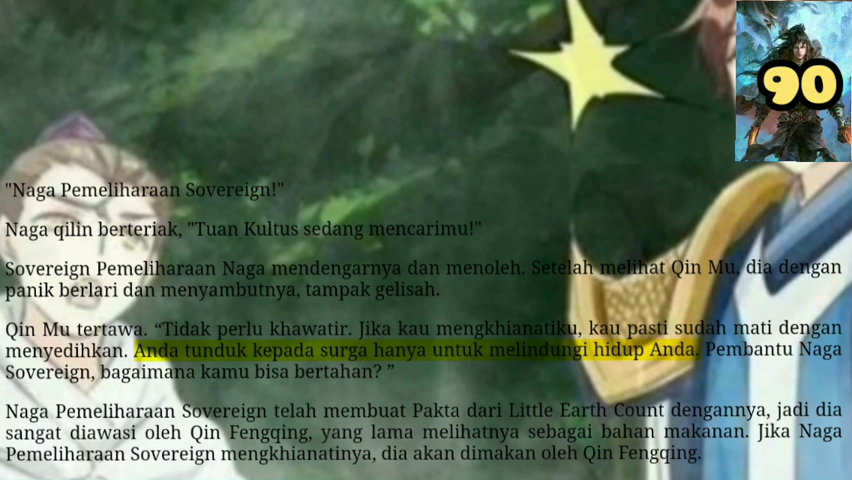 90
"Naga Pemeliharaan Sovereign!"
Naga qilin berteriak, "Tuan Kultus sedang mencarimu!"
Sovereign Pemeliharaan Naga mendengarnya dan menoleh. Setelah melihat Qin Mu, dia dengan
panik berlari dan menyambutnya, tampak gelisah.
Qin Mu tertawa. “Tidak perlu khawatir. Jika kau mengkhianatiku, kau pasti sudah mati dengan
menyedihkan. Anda tunduk kepada surga hanya untuk melindungi hidup Anda. Pembantu Naga
Sovereign, bagaimana kamu bisa bertahan? ”
Naga Pemeliharaan Sovereign telah membuat Pakta dari Little Earth Count dengannya, jadi dia
sangat diawasi oleh Qin Fengqing, yang lama melihatnya sebagai bahan makanan. Jika Naga
Pemeliharaan Sovereign mengkhianatinya, dia akan dimakan oleh Qin Fengqing.